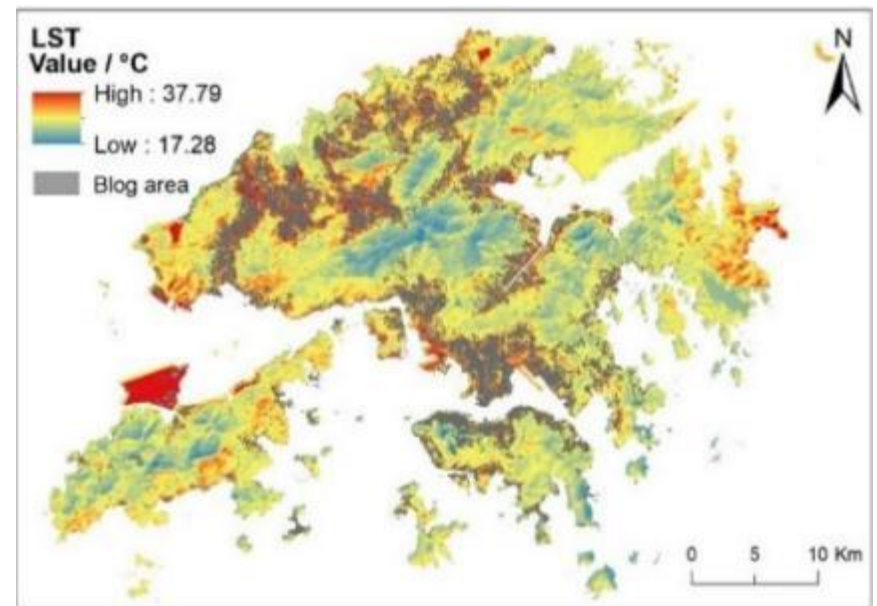 LST
Value / °C
High : 37.79
Low : 17.28
Blog area
N
0 5 10 Km